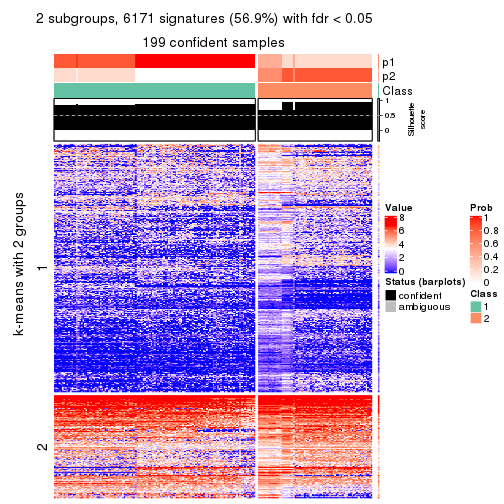 2 subgroups, 6171 signatures (56.9%) with fdr < 0.05
199 confident samples
p1
p2
Class
1
0.5
0
Silhouette
score
k-means with 2 groups
1
2
Value
8
6
4
2
0
Status (barplots)
confident
ambiguous
Prob
1
0.8
0.6
0.4
0.2
0
Class
1
2